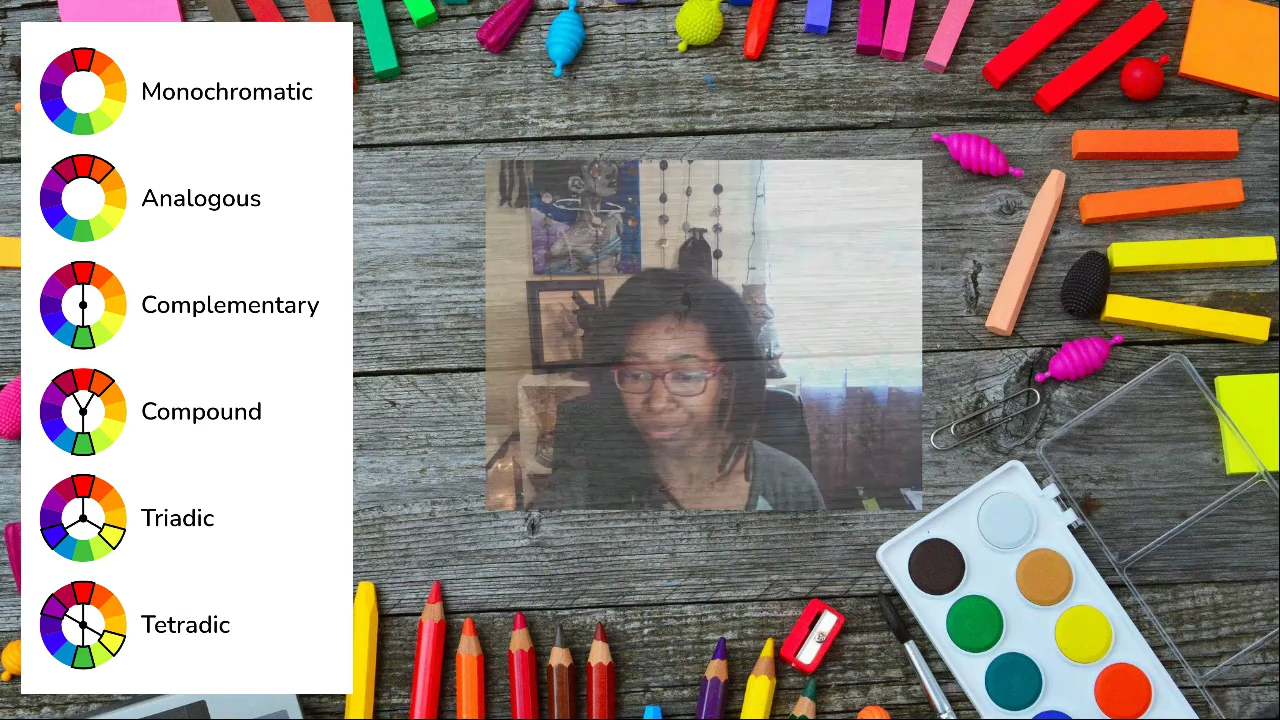 Monochromatic
Analogous
Complementary
Compound
Triadic
Tetradic